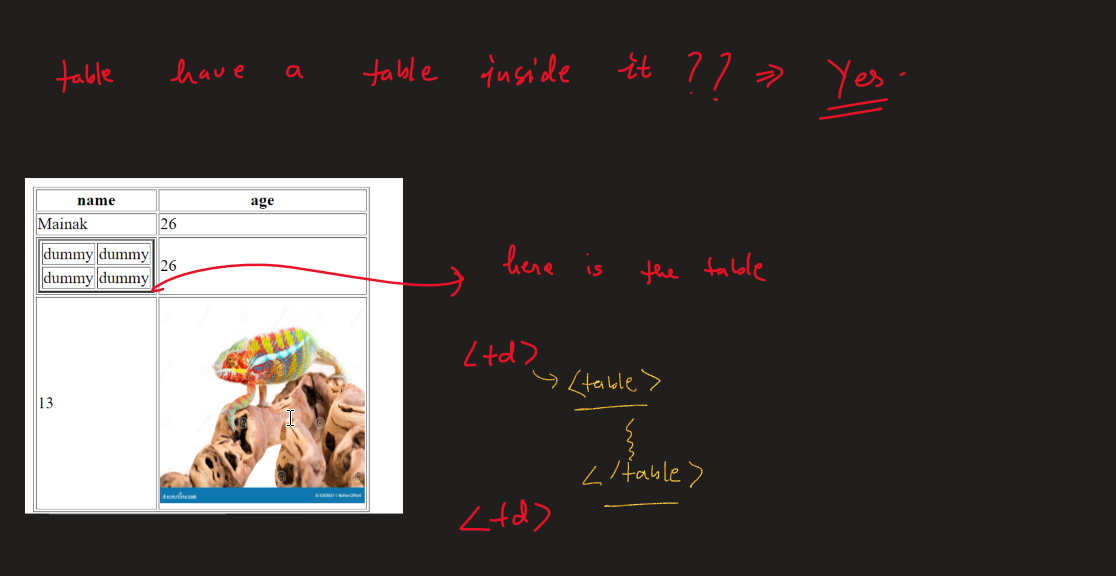 table have a table inside it ?? ⇒ Yes.
name age
Mainak 26
dummy dummy
dummy dummy
26
here is the table
13
<td>
<table>
</table>
<td>
dreamstime.com